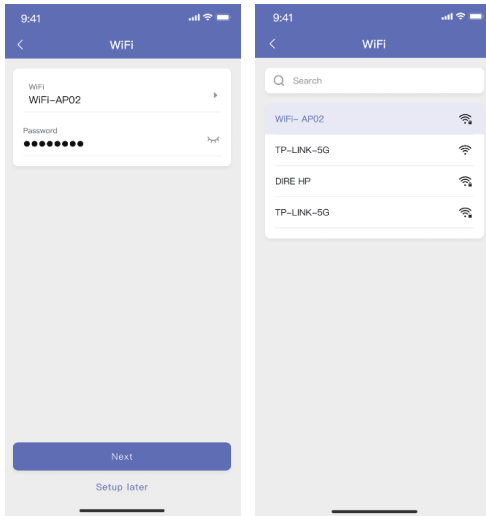 9:41
WiFi
WiFi
WiFi-AP02
Password
Next
Setup later
9:41
WiFi
Search
WiFi- AP02
TP-LINK-5G
DIRE HP
TP-LINK-5G